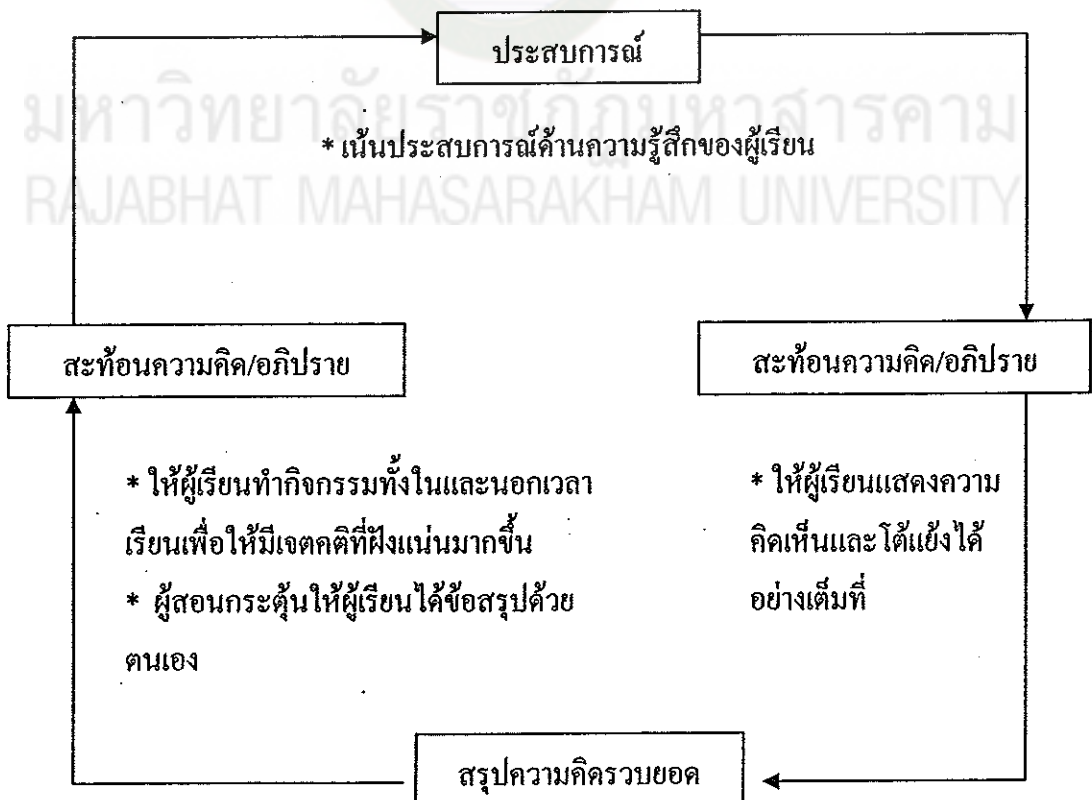 ประสบการณ์
มหาวิทยาลัยราชภัฏมหาสารคาม
* เน้นประสบการณ์ด้านความรู้สึกของผู้เรียน
RAJABHAT MAHASARAKHAM UNIVERSITY
สะท้อนความคิด/อภิปราย
สะท้อนความคิด/อภิปราย
* ให้ผู้เรียนทำกิจกรรมทั้งในและนอกเวลา
เรียนเพื่อให้มีเจตคติที่ฝังแน่นมากขึ้น
* ผู้สอนกระตุ้นให้ผู้เรียนได้ข้อสรุปด้วย
ตนเอง
* ให้ผู้เรียนแสดงความ
คิดเห็นและโต้แย้งได้
อย่างเต็มที่
สรุปความคิดรวบยอด